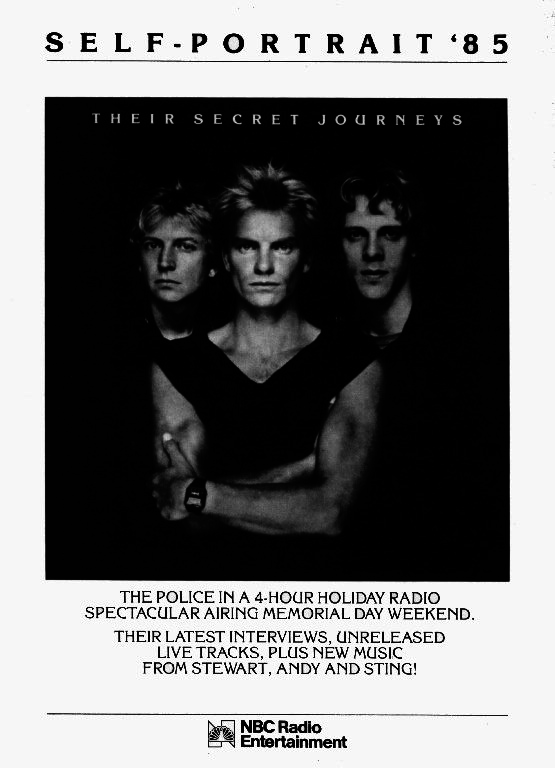 SELF-PORTRAIT '85
THEIR SECRET JOURNEYS
THE POLICE IN A 4-HOUR HOLIDAY RADIO
SPECTACULAR AIRING MEMORIAL DAY WEEKEND.
THEIR LATEST INTERVIEWS, UNRELEASED
LIVE TRACKS, PLUS NEW MUSIC
FROM STEWART, ANDY AND STING!
NBC Radio
Entertainment